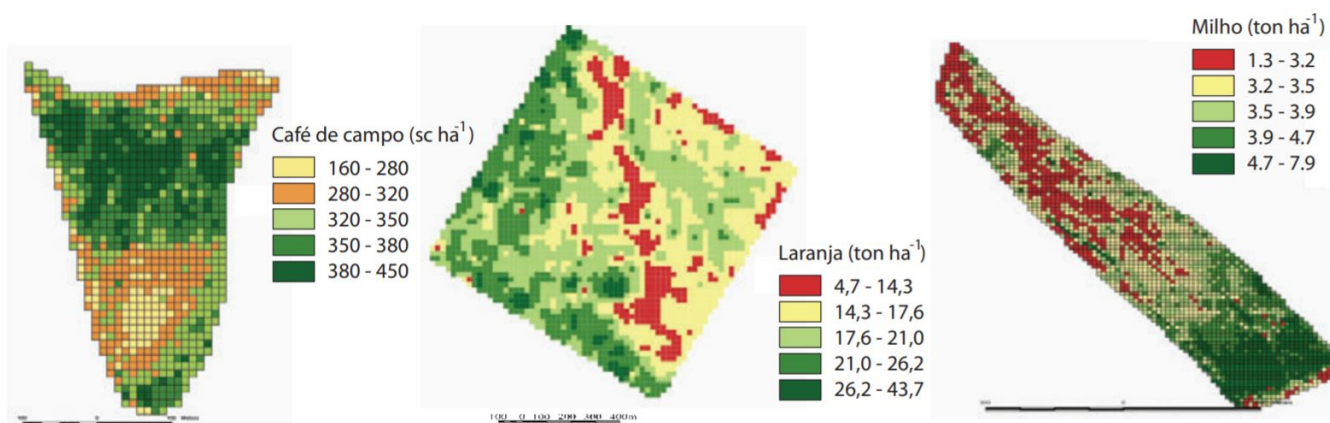 Café de campo (sc ha⁻¹)
160 - 280
280 - 320
320 - 350
350 - 380
380 - 450
Laranja (ton ha⁻¹)
4,7 - 14,3
14,3 - 17,6
17,6 - 21,0
21,0 - 26,2
26,2 - 43,7
100 0 100 200 300 400m
Milho (ton ha⁻¹)
1.3 - 3.2
3.2 - 3.5
3.5 - 3.9
3.9 - 4.7
4.7 - 7.9